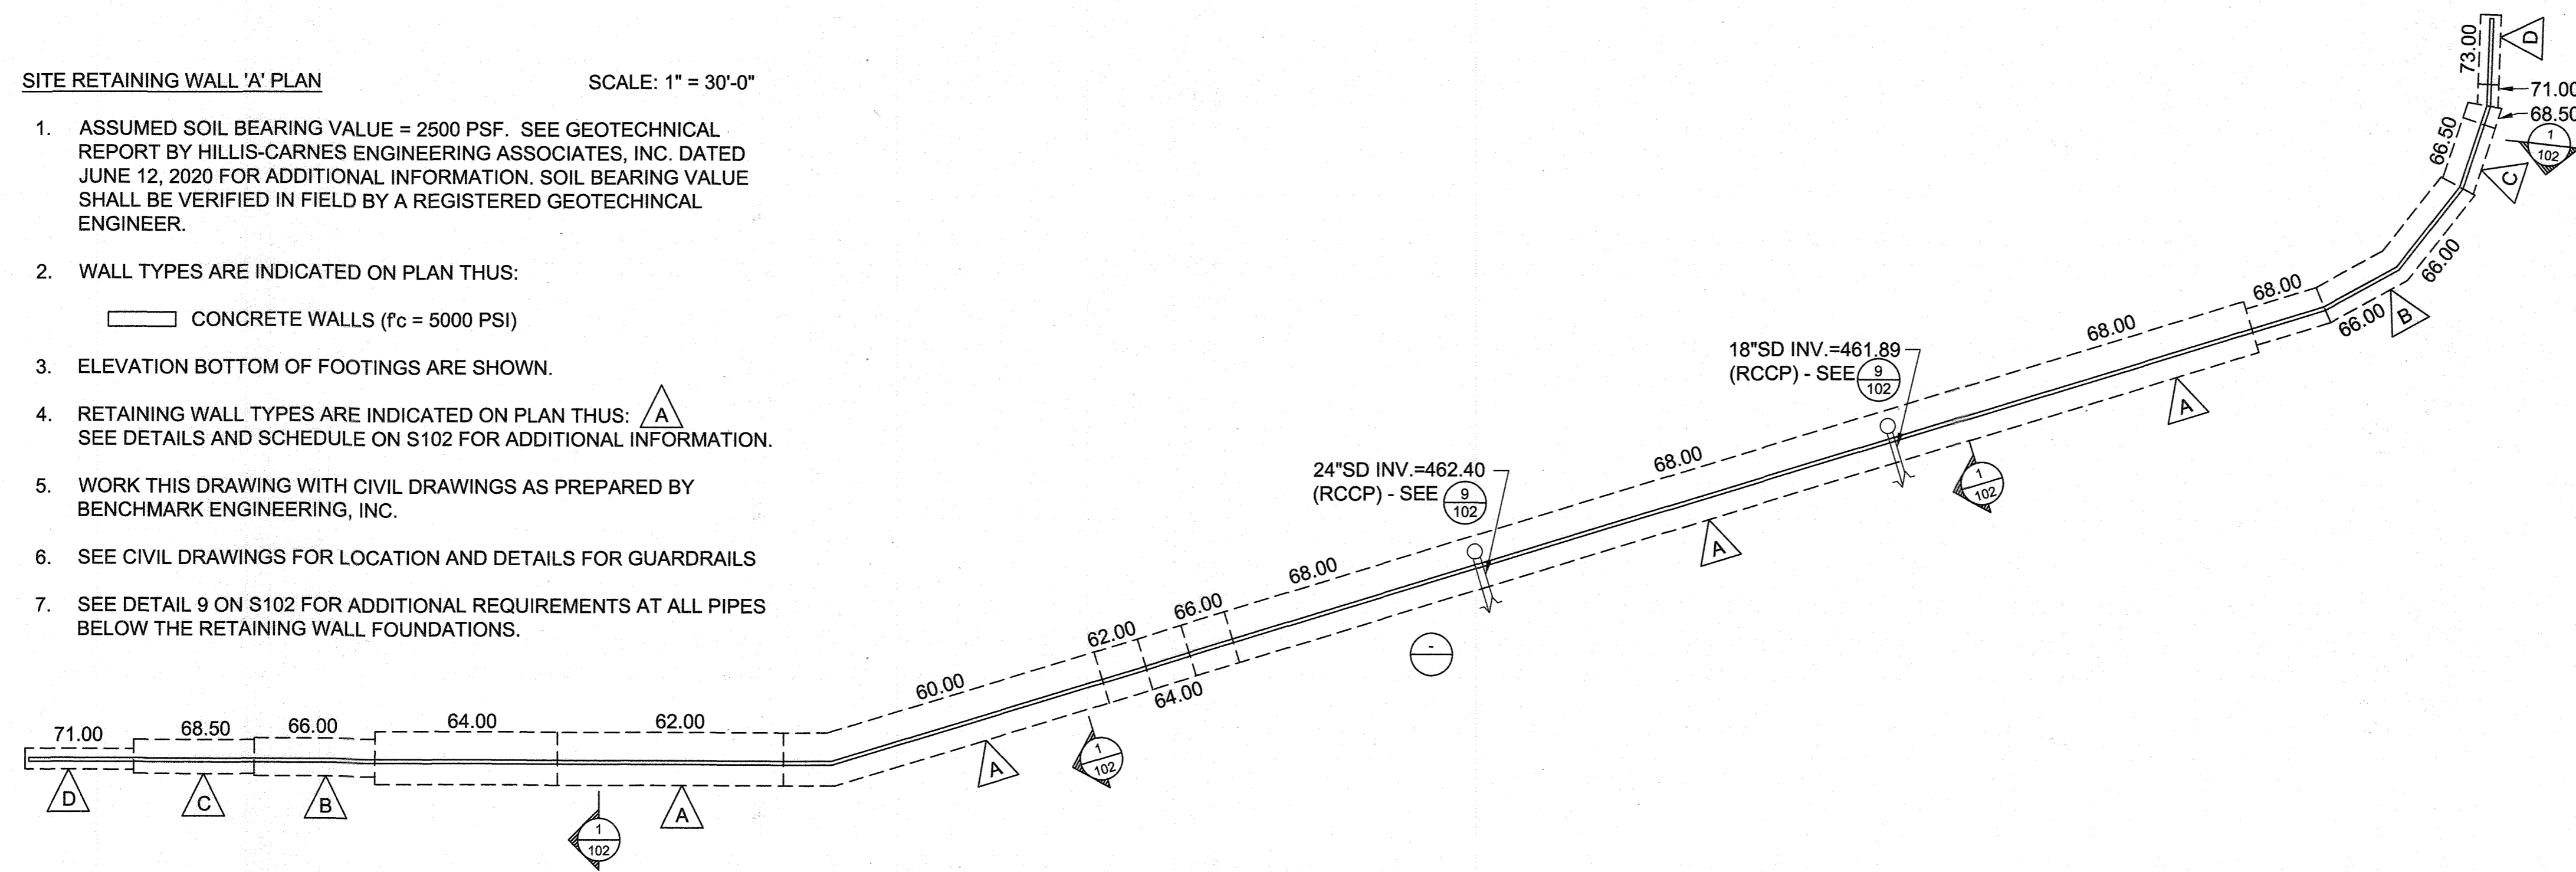 SITE RETAINING WALL 'A' PLAN
SCALE: 1" = 30'-0"
1. ASSUMED SOIL BEARING VALUE = 2500 PSF. SEE GEOTECHNICAL
REPORT BY HILLIS-CARNES ENGINEERING ASSOCIATES, INC. DATED
JUNE 12, 2020 FOR ADDITIONAL INFORMATION. SOIL BEARING VALUE
SHALL BE VERIFIED IN FIELD BY A REGISTERED GEOTECHINCAL
ENGINEER.
2. WALL TYPES ARE INDICATED ON PLAN THUS:
CONCRETE WALLS (f'c = 5000 PSI)
3. ELEVATION BOTTOM OF FOOTINGS ARE SHOWN.
4. RETAINING WALL TYPES ARE INDICATED ON PLAN THUS: A
SEE DETAILS AND SCHEDULE ON S102 FOR ADDITIONAL INFORMATION.
5. WORK THIS DRAWING WITH CIVIL DRAWINGS AS PREPARED BY
BENCHMARK ENGINEERING, INC.
6. SEE CIVIL DRAWINGS FOR LOCATION AND DETAILS FOR GUARDRAILS
7. SEE DETAIL 9 ON S102 FOR ADDITIONAL REQUIREMENTS AT ALL PIPES
BELOW THE RETAINING WALL FOUNDATIONS.
71.00
68.50
66.00
64.00
62.00
D
C
B
A
1
102
60.00
62.00
66.00
64.00
A
1
102
68.00
24"SD INV.=462.40
(RCCP) - SEE
9
102
-
68.00
A
18"SD INV.=461.89
(RCCP) - SEE
9
102
1
102
68.00
A
68.00
66.00
B
66.00
66.50
C
1
102
68.50
71.00
73.00
D